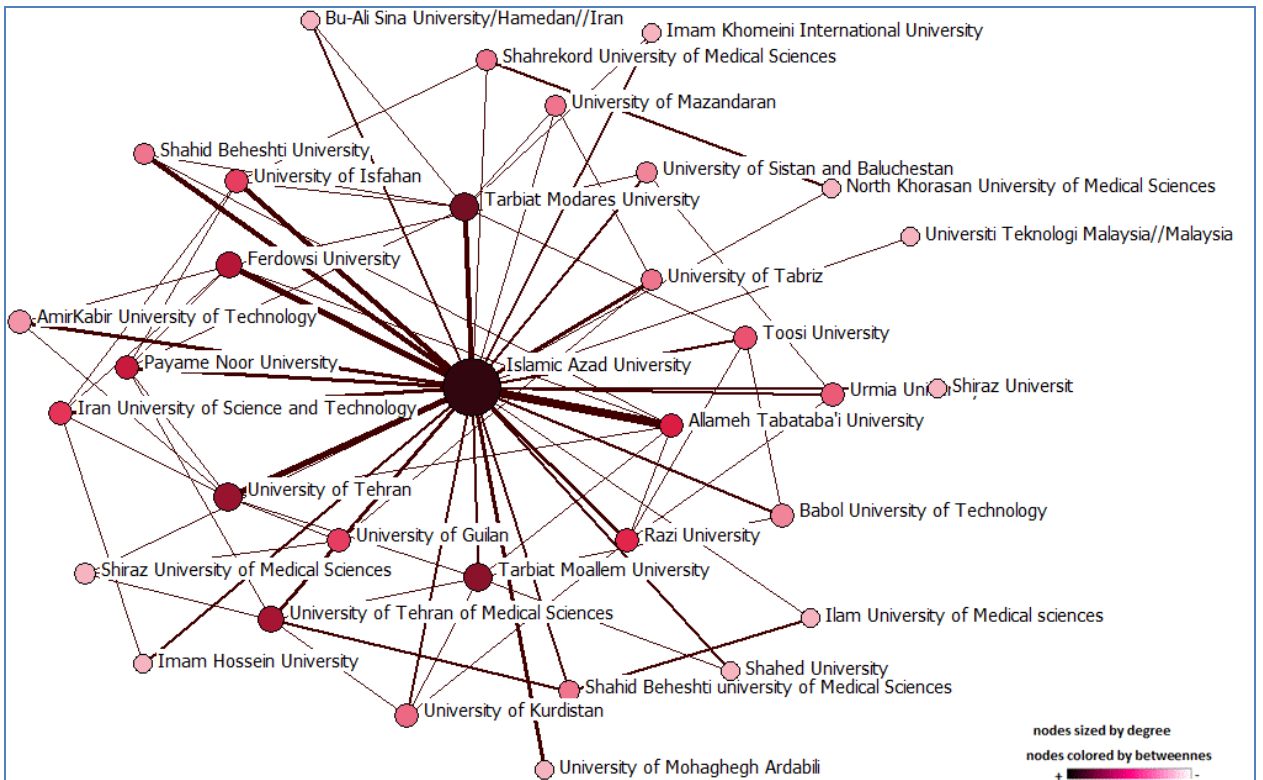 Bu-Ali Sina University/Hamedan//Iran
Imam Khomeini International University
Shahrekord University of Medical Sciences
University of Mazandaran
Shahid Beheshti University
University of Isfahan
University of Sistan and Baluchestan
North Khorasan University of Medical Sciences
Tarbiat Modares University
Universiti Teknologi Malaysia//Malaysia
Ferdowsi University
University of Tabriz
AmirKabir University of Technology
Toosi University
Payame Noor University
Islamic Azad University
Urmia Uni
Shiraz Universit
Iran University of Science and Technology
Allameh Tabataba'i University
University of Tehran
Babol University of Technology
University of Guilan
Razi University
Shiraz University of Medical Sciences
Tarbiat Moallem University
University of Tehran of Medical Sciences
Ilam University of Medical sciences
Imam Hossein University
Shahed University
Shahid Beheshti university of Medical Sciences
University of Kurdistan
University of Mohaghegh Ardabili
nodes sized by degree
nodes colored by betweennes
+ -